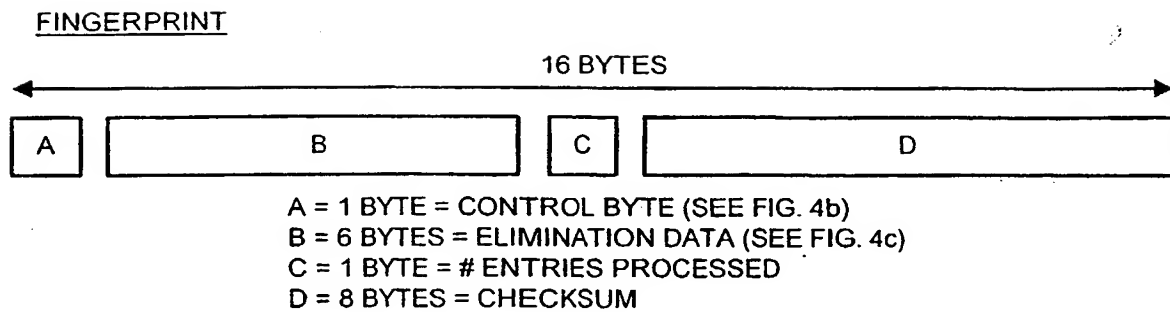 FINGERPRINT
16 BYTES
A B C D
A = 1 BYTE = CONTROL BYTE (SEE FIG. 4b)
B = 6 BYTES = ELIMINATION DATA (SEE FIG. 4c)
C = 1 BYTE = # ENTRIES PROCESSED
D = 8 BYTES = CHECKSUM